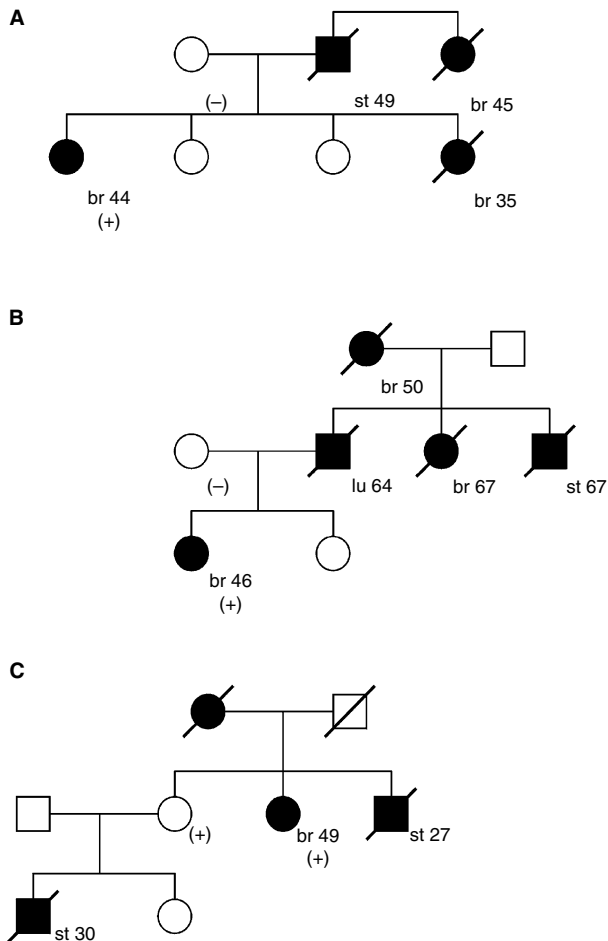 A
(–)
st 49
br 45
br 44
(+)
br 35
B
br 50
(–)
lu 64
br 67
st 67
br 46
(+)
C
(+)
br 49
(+)
st 27
st 30